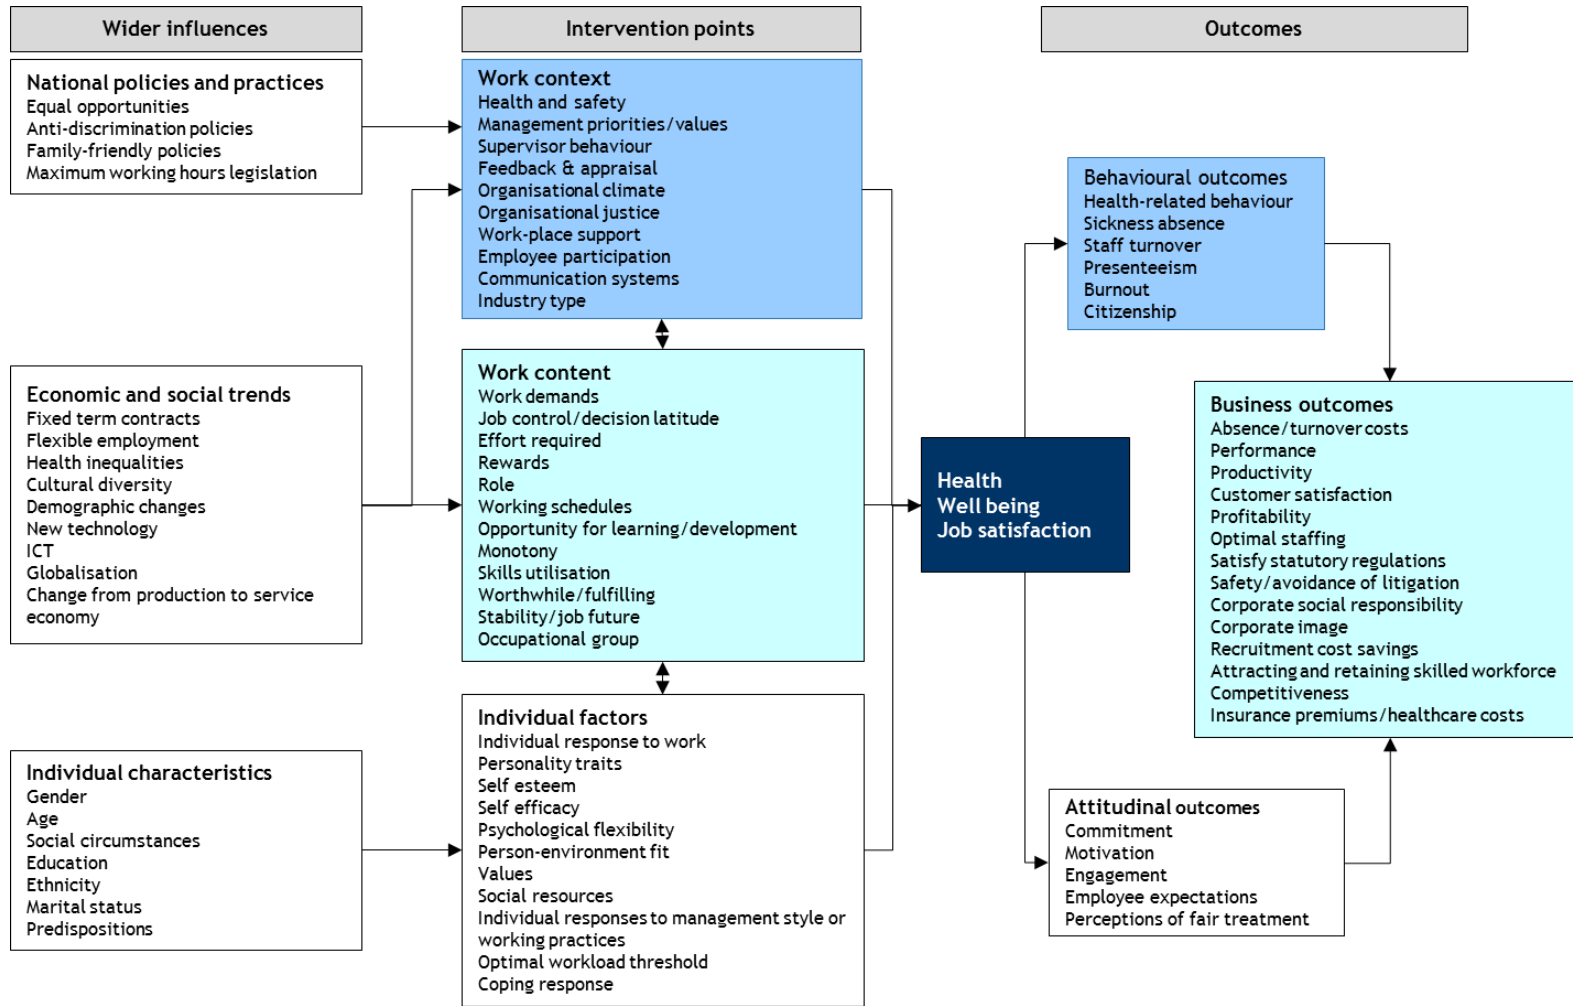 Wider influences
Intervention points
Outcomes
National policies and practices
Equal opportunities
Anti-discrimination policies
Family-friendly policies
Maximum working hours legislation
Economic and social trends
Fixed term contracts
Flexible employment
Health inequalities
Cultural diversity
Demographic changes
New technology
ICT
Globalisation
Change from production to service
economy
Individual characteristics
Gender
Age
Social circumstances
Education
Ethnicity
Marital status
Predispositions
Work context
Health and safety
Management priorities/values
Supervisor behaviour
Feedback & appraisal
Organisational climate
Organisational justice
Work-place support
Employee participation
Communication systems
Industry type
Work content
Work demands
Job control/decision latitude
Effort required
Rewards
Role
Working schedules
Opportunity for learning/development
Monotony
Skills utilisation
Worthwhile/fulfilling
Stability/job future
Occupational group
Individual factors
Individual response to work
Personality traits
Self esteem
Self efficacy
Psychological flexibility
Person-environment fit
Values
Social resources
Individual responses to management style or
working practices
Optimal workload threshold
Coping response
Health
Well being
Job satisfaction
Behavioural outcomes
Health-related behaviour
Sickness absence
Staff turnover
Presenteeism
Burnout
Citizenship
Business outcomes
Absence/turnover costs
Performance
Productivity
Customer satisfaction
Profitability
Optimal staffing
Satisfy statutory regulations
Safety/avoidance of litigation
Corporate social responsibility
Corporate image
Recruitment cost savings
Attracting and retaining skilled workforce
Competitiveness
Insurance premiums/healthcare costs
Attitudinal outcomes
Commitment
Motivation
Engagement
Employee expectations
Perceptions of fair treatment